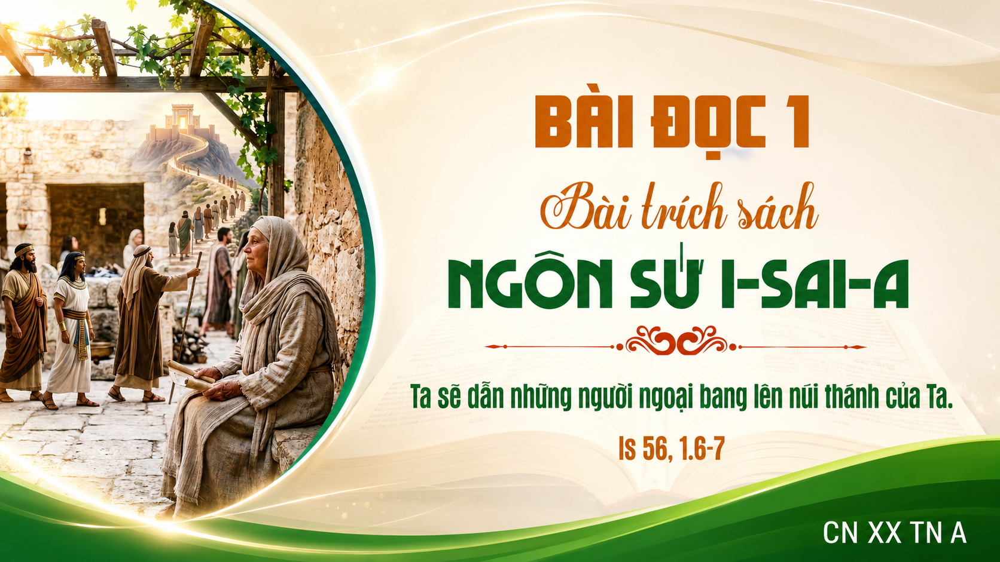 BÀI ĐỌC 1
Bài trích sách
NGÔN SỨ I-SAI-A
Ta sẽ dẫn những người ngoại bang lên núi thánh của Ta.
Is 56, 1.6-7
CN XX TN A